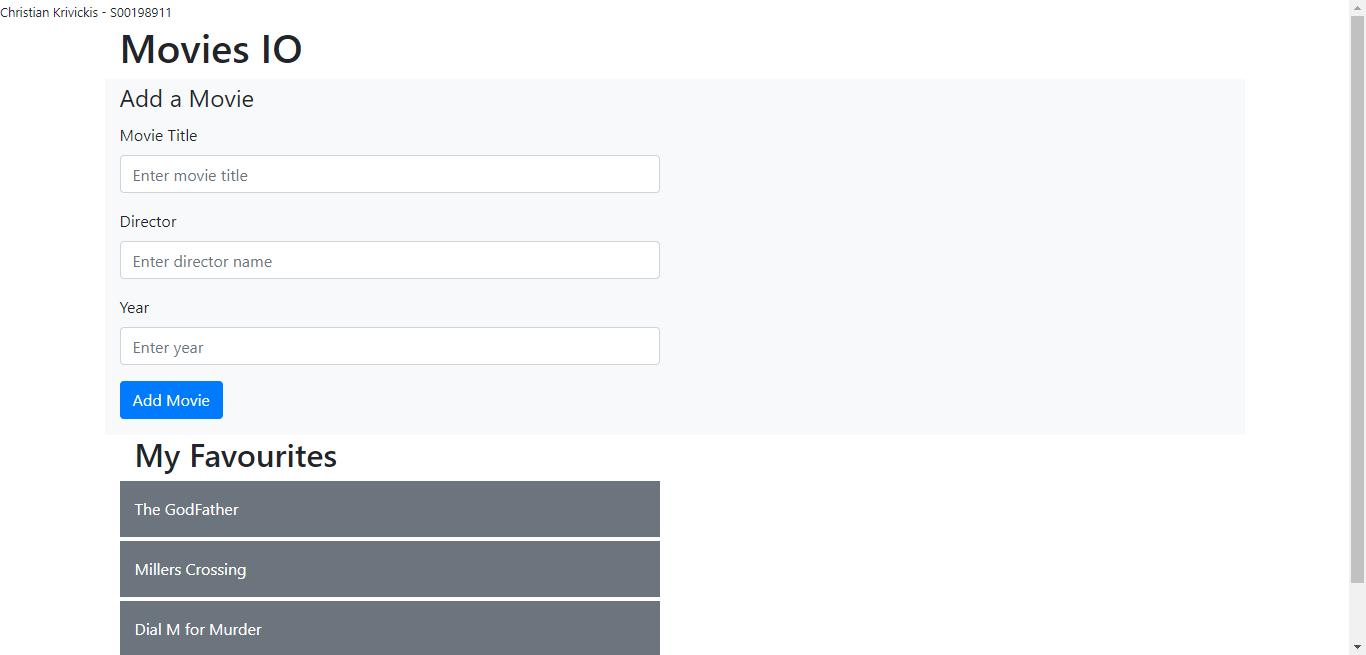 Christian Krivickis - S00198911
Movies IO
Add a Movie
Movie Title
Enter movie title
Director
Enter director name
Year
Enter year
Add Movie
My Favourites
The GodFather
Millers Crossing
Dial M for Murder